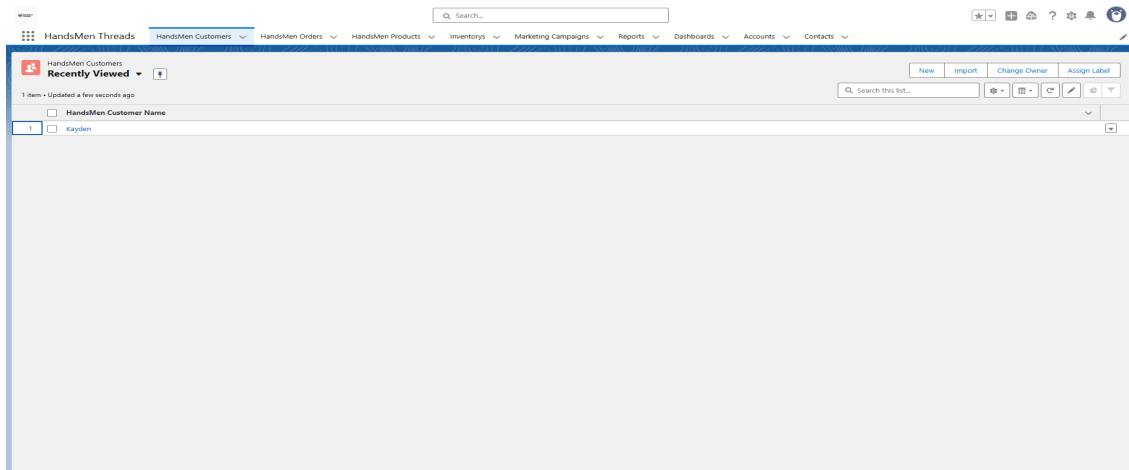 Search...
HandsMen Threads HandsMen Customers HandsMen Orders HandsMen Products Inventorys Marketing Campaigns Reports Dashboards Accounts Contacts
HandsMen Customers
Recently Viewed
New Import Change Owner Assign Label
1 item • Updated a few seconds ago
Search this list...
HandsMen Customer Name
1 Kayden